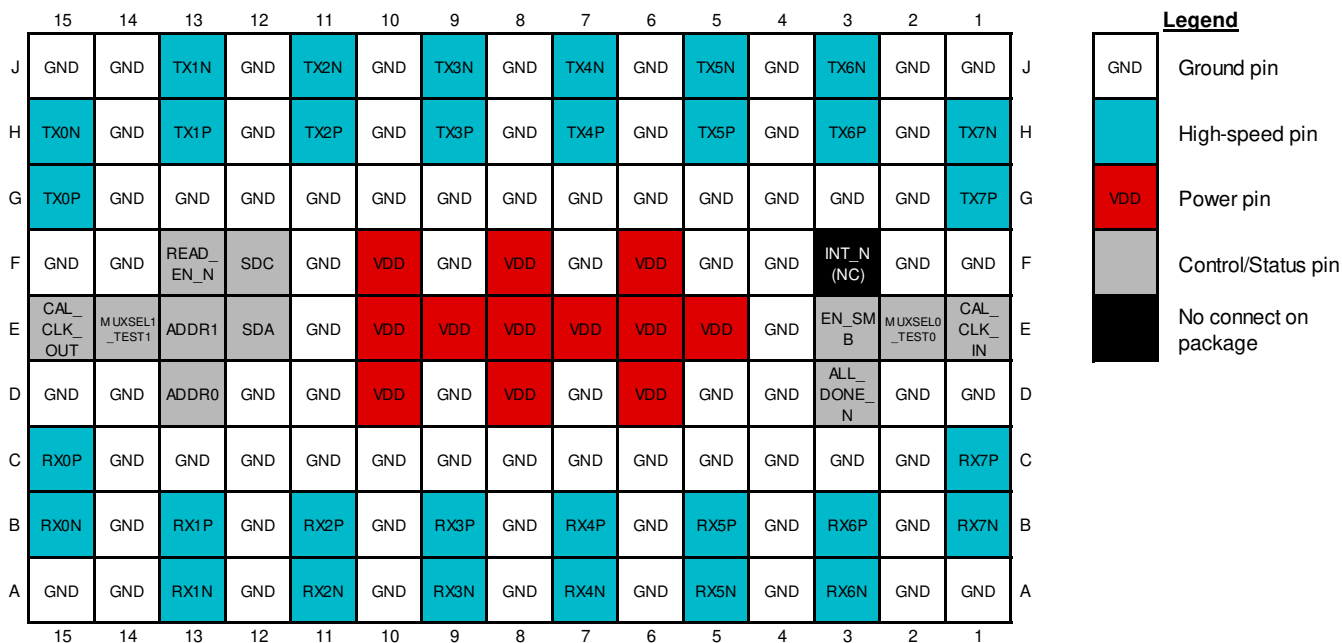 15 14 13 12 11 10 9 8 7 6 5 4 3 2 1
Legend
J GND GND TX1N GND TX2N GND TX3N GND TX4N GND TX5N GND TX6N GND GND J
GND Ground pin
H TX0N GND TX1P GND TX2P GND TX3P GND TX4P GND TX5P GND TX6P GND TX7N H
High-speed pin
G TX0P GND GND GND GND GND GND GND GND GND GND GND GND GND TX7P G
VDD Power pin
F GND GND READ_ SDC GND VDD GND VDD GND VDD GND GND INT_N GND GND F
EN_N (NC)
Control/Status pin
CAL_ CAL_
E CLK_ MUXSEL1 ADDR1 SDA GND VDD VDD VDD VDD VDD VDD GND EN_SM MUXSEL0 CLK_ E
OUT _TEST1 B _TEST0 IN
No connect on
package
ALL_
D GND GND ADDR0 GND GND VDD GND VDD GND VDD GND GND DONE_ GND GND D
N
C RX0P GND GND GND GND GND GND GND GND GND GND GND GND GND RX7P C
B RX0N GND RX1P GND RX2P GND RX3P GND RX4P GND RX5P GND RX6P GND RX7N B
A GND GND RX1N GND RX2N GND RX3N GND RX4N GND RX5N GND RX6N GND GND A
15 14 13 12 11 10 9 8 7 6 5 4 3 2 1